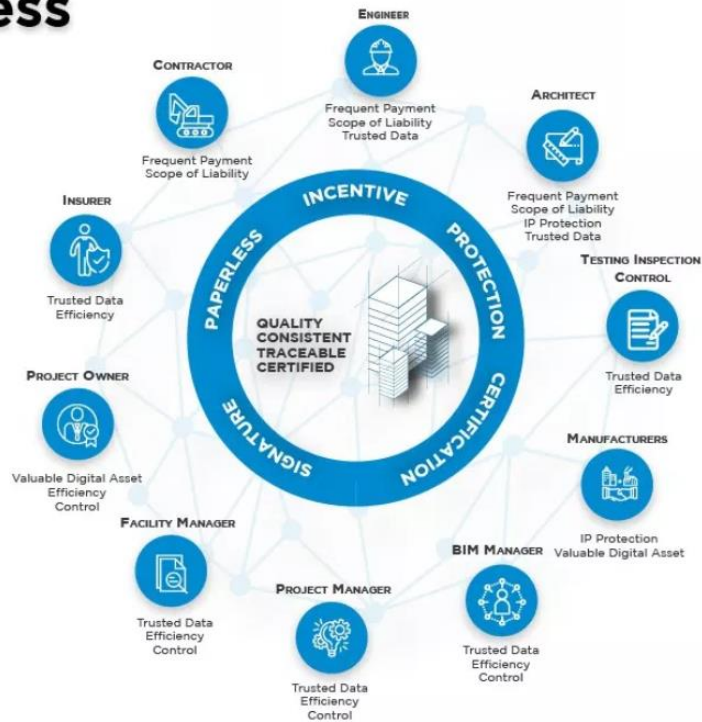 ess
ENGINEER
Frequent Payment
Scope of Liability
Trusted Data
CONTRACTOR
Frequent Payment
Scope of Liability
ARCHITECT
Frequent Payment
Scope of Liability
IP Protection
Trusted Data
INSURER
Trusted Data
Efficiency
TESTING INSPECTION
CONTROL
Trusted Data
Efficiency
PROJECT OWNER
Valuable Digital Asset
Efficiency
Control
MANUFACTURERS
IP Protection
Valuable Digital Asset
FACILITY MANAGER
Trusted Data
Efficiency
Control
BIM MANAGER
Trusted Data
Efficiency
Control
PROJECT MANAGER
Trusted Data
Efficiency
Control
INCENTIVE
PROTECTION
CERTIFICATION
SIGNATURE
PAPERLESS
QUALITY
CONSISTENT
TRACEABLE
CERTIFIED